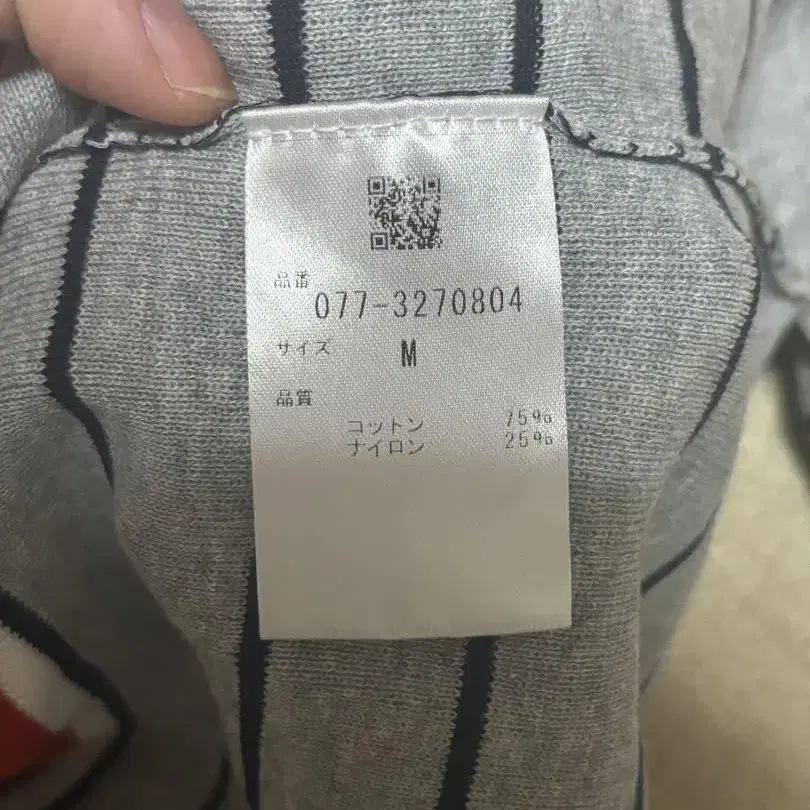 品番
077-3270804
サイズ M
品質
コットン 75%
ナイロン 25%